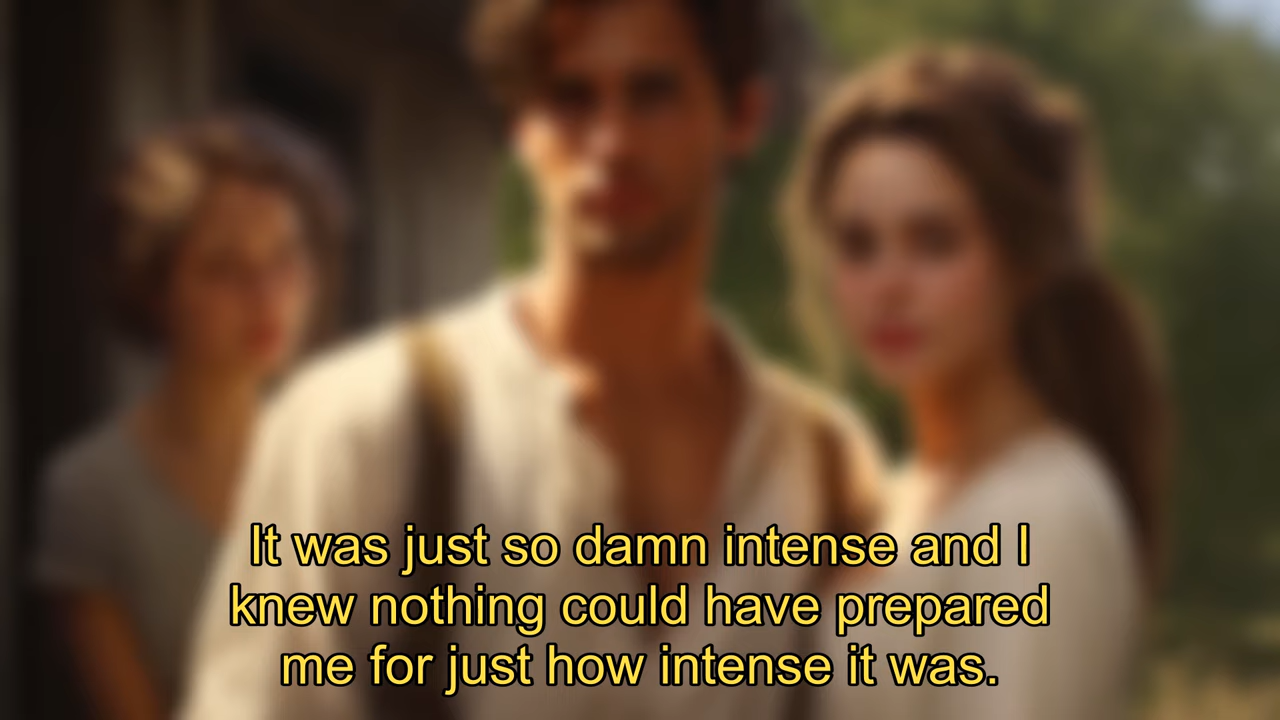 It was just so damn intense and I
knew nothing could have prepared
me for just how intense it was.